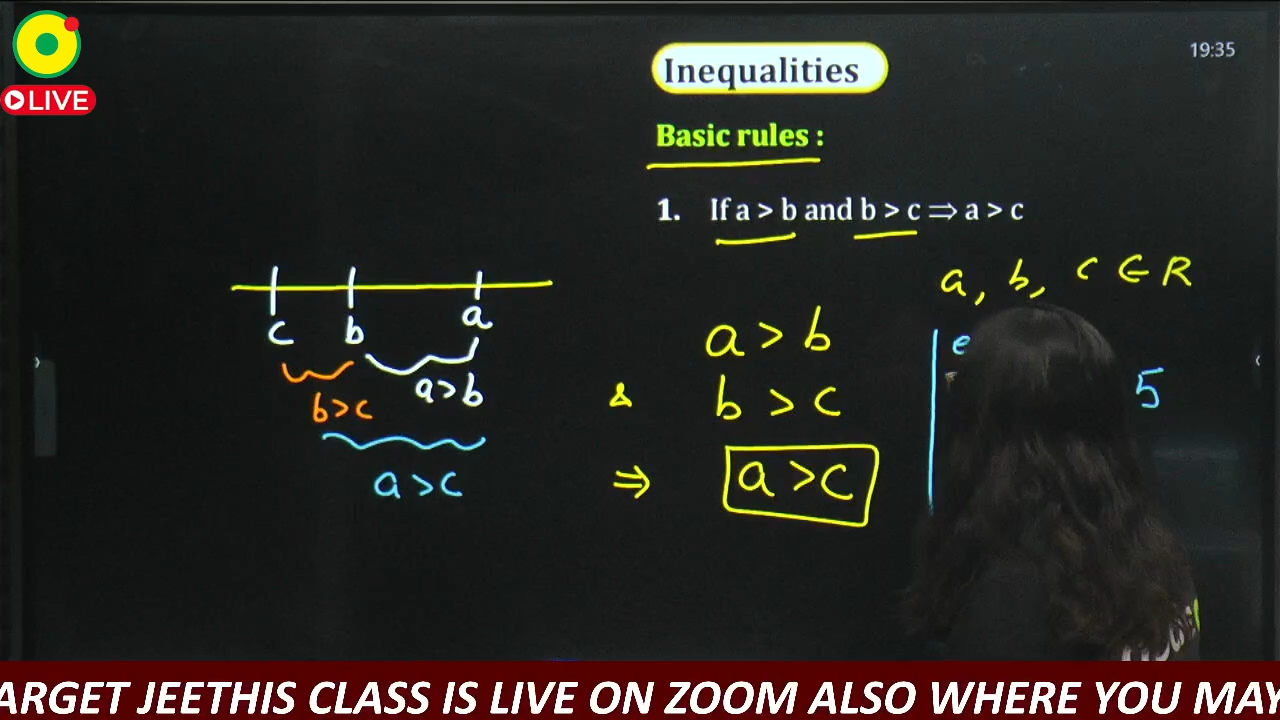 LIVE
Inequalities
19:35
Basic rules :
1. If a > b and b > c ⇒ a > c
a, b, c ∈ R
c b a
a>b
b>c
a>c
a > b
& b > c
⇒ a >c
e
5
ARGET JEETHIS CLASS IS LIVE ON ZOOM ALSO WHERE YOU MAY